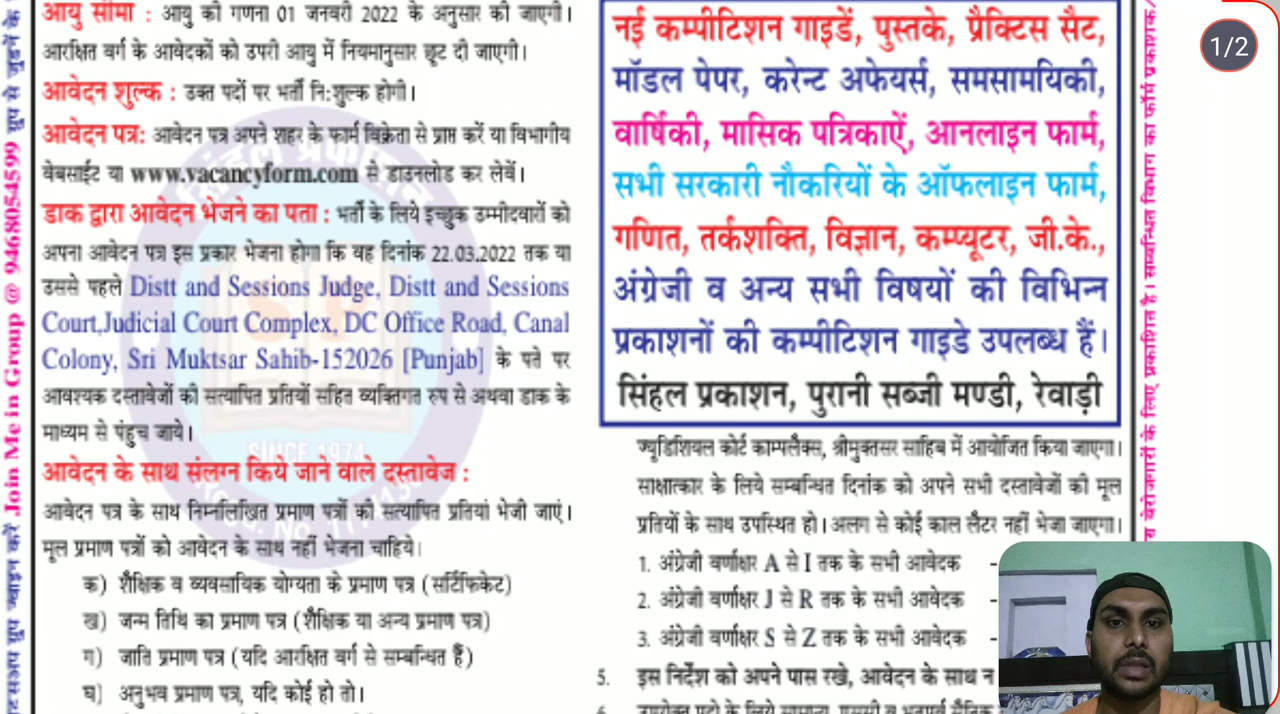 आयु सीमा : आयु की गणना 01 जनवरी 2022 के अनुसार की जाएगी।
आरक्षित वर्ग के आवेदकों को उपरी आयु में नियमानुसार छूट दी जाएगी।
आवेदन शुल्क : उक्त पदों पर भर्ती नि:शुल्क होगी।
आवेदन पत्र: आवेदन पत्र अपने शहर के फार्म विक्रेता से प्राप्त करें या विभागीय
वेबसाईट या www.vacancyform.com से डाउनलोड कर लेवें।
डाक द्वारा आवेदन भेजने का पता : भर्ती के लिये इच्छुक उम्मीदवारों को
अपना आवेदन पत्र इस प्रकार भेजना होगा कि वह दिनांक 22.03.2022 तक या
उससे पहले Distt and Sessions Judge, Distt and Sessions
Court,Judicial Court Complex, DC Office Road, Canal
Colony, Sri Muktsar Sahib-152026 [Punjab] के पते पर
आवश्यक दस्तावेजों की सत्यापित प्रतियों सहित व्यक्तिगत रुप से अथवा डाक के
माध्यम से पंहुच जाये।
आवेदन के साथ संलग्न किये जाने वाले दस्तावेज :
आवेदन पत्र के साथ निम्नलिखित प्रमाण पत्रों की सत्यापित प्रतियां भेजी जाएं।
मूल प्रमाण पत्रों को आवेदन के साथ नहीं भेजना चाहिये।
क) शैक्षिक व व्यवसायिक योग्यता के प्रमाण पत्र (सर्टिफिकेट)
ख) जन्म तिथि का प्रमाण पत्र (शैक्षिक या अन्य प्रमाण पत्र)
ग) जाति प्रमाण पत्र (यदि आरक्षित वर्ग से सम्बन्धित हैं)
घ) अनुभव प्रमाण पत्र, यदि कोई हो तो।
नई कम्पीटिशन गाइडें, पुस्तके, प्रैक्टिस सैट,
मॉडल पेपर, करेन्ट अफेयर्स, समसामयिकी,
वार्षिकी, मासिक पत्रिकाऐं, आनलाइन फार्म,
सभी सरकारी नौकरियों के ऑफलाइन फार्म,
गणित, तर्कशक्ति, विज्ञान, कम्प्यूटर, जी.के.,
अंग्रेजी व अन्य सभी विषयों की विभिन्न
प्रकाशनों की कम्पीटिशन गाइडे उपलब्ध हैं।
सिंहल प्रकाशन, पुरानी सब्जी मण्डी, रेवाड़ी
ज्यूडिशियल कोर्ट काम्पलैक्स, श्रीमुक्तसर साहिब में आयोजित किया जाएगा।
साक्षात्कार के लिये सम्बन्धित दिनांक को अपने सभी दस्तावेजों की मूल
प्रतियों के साथ उपस्थित हो। अलग से कोई काल लैटर नहीं भेजा जाएगा।
1. अंग्रेजी वर्णाक्षर A से I तक के सभी आवेदक -
2. अंग्रेजी वर्णाक्षर J से R तक के सभी आवेदक -
3. अंग्रेजी वर्णाक्षर S से Z तक के सभी आवेदक -
5. इस निर्देश को अपने पास रखे, आवेदन के साथ न
1/2
ग्रुप ज्वाइन करें Join Me in Group @ 9468054599 ग्रुप से जुड़ने के
बेरोजगारों के लिए प्रकाशित है। सम्बन्धित विभाग का फॉर्म प्रकाशक/
SINCE 1974